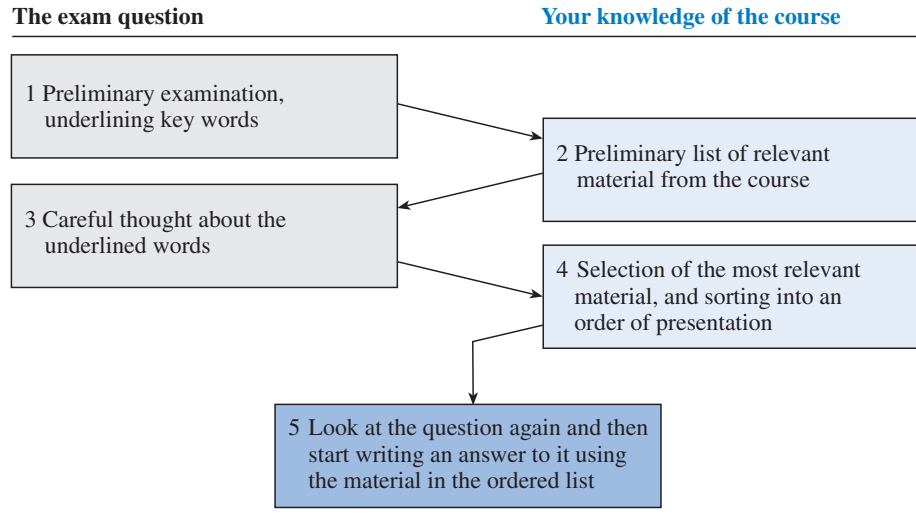 The exam question
Your knowledge of the course
1 Preliminary examination,
underlining key words
2 Preliminary list of relevant
material from the course
3 Careful thought about the
underlined words
4 Selection of the most relevant
material, and sorting into an
order of presentation
5 Look at the question again and then
start writing an answer to it using
the material in the ordered list